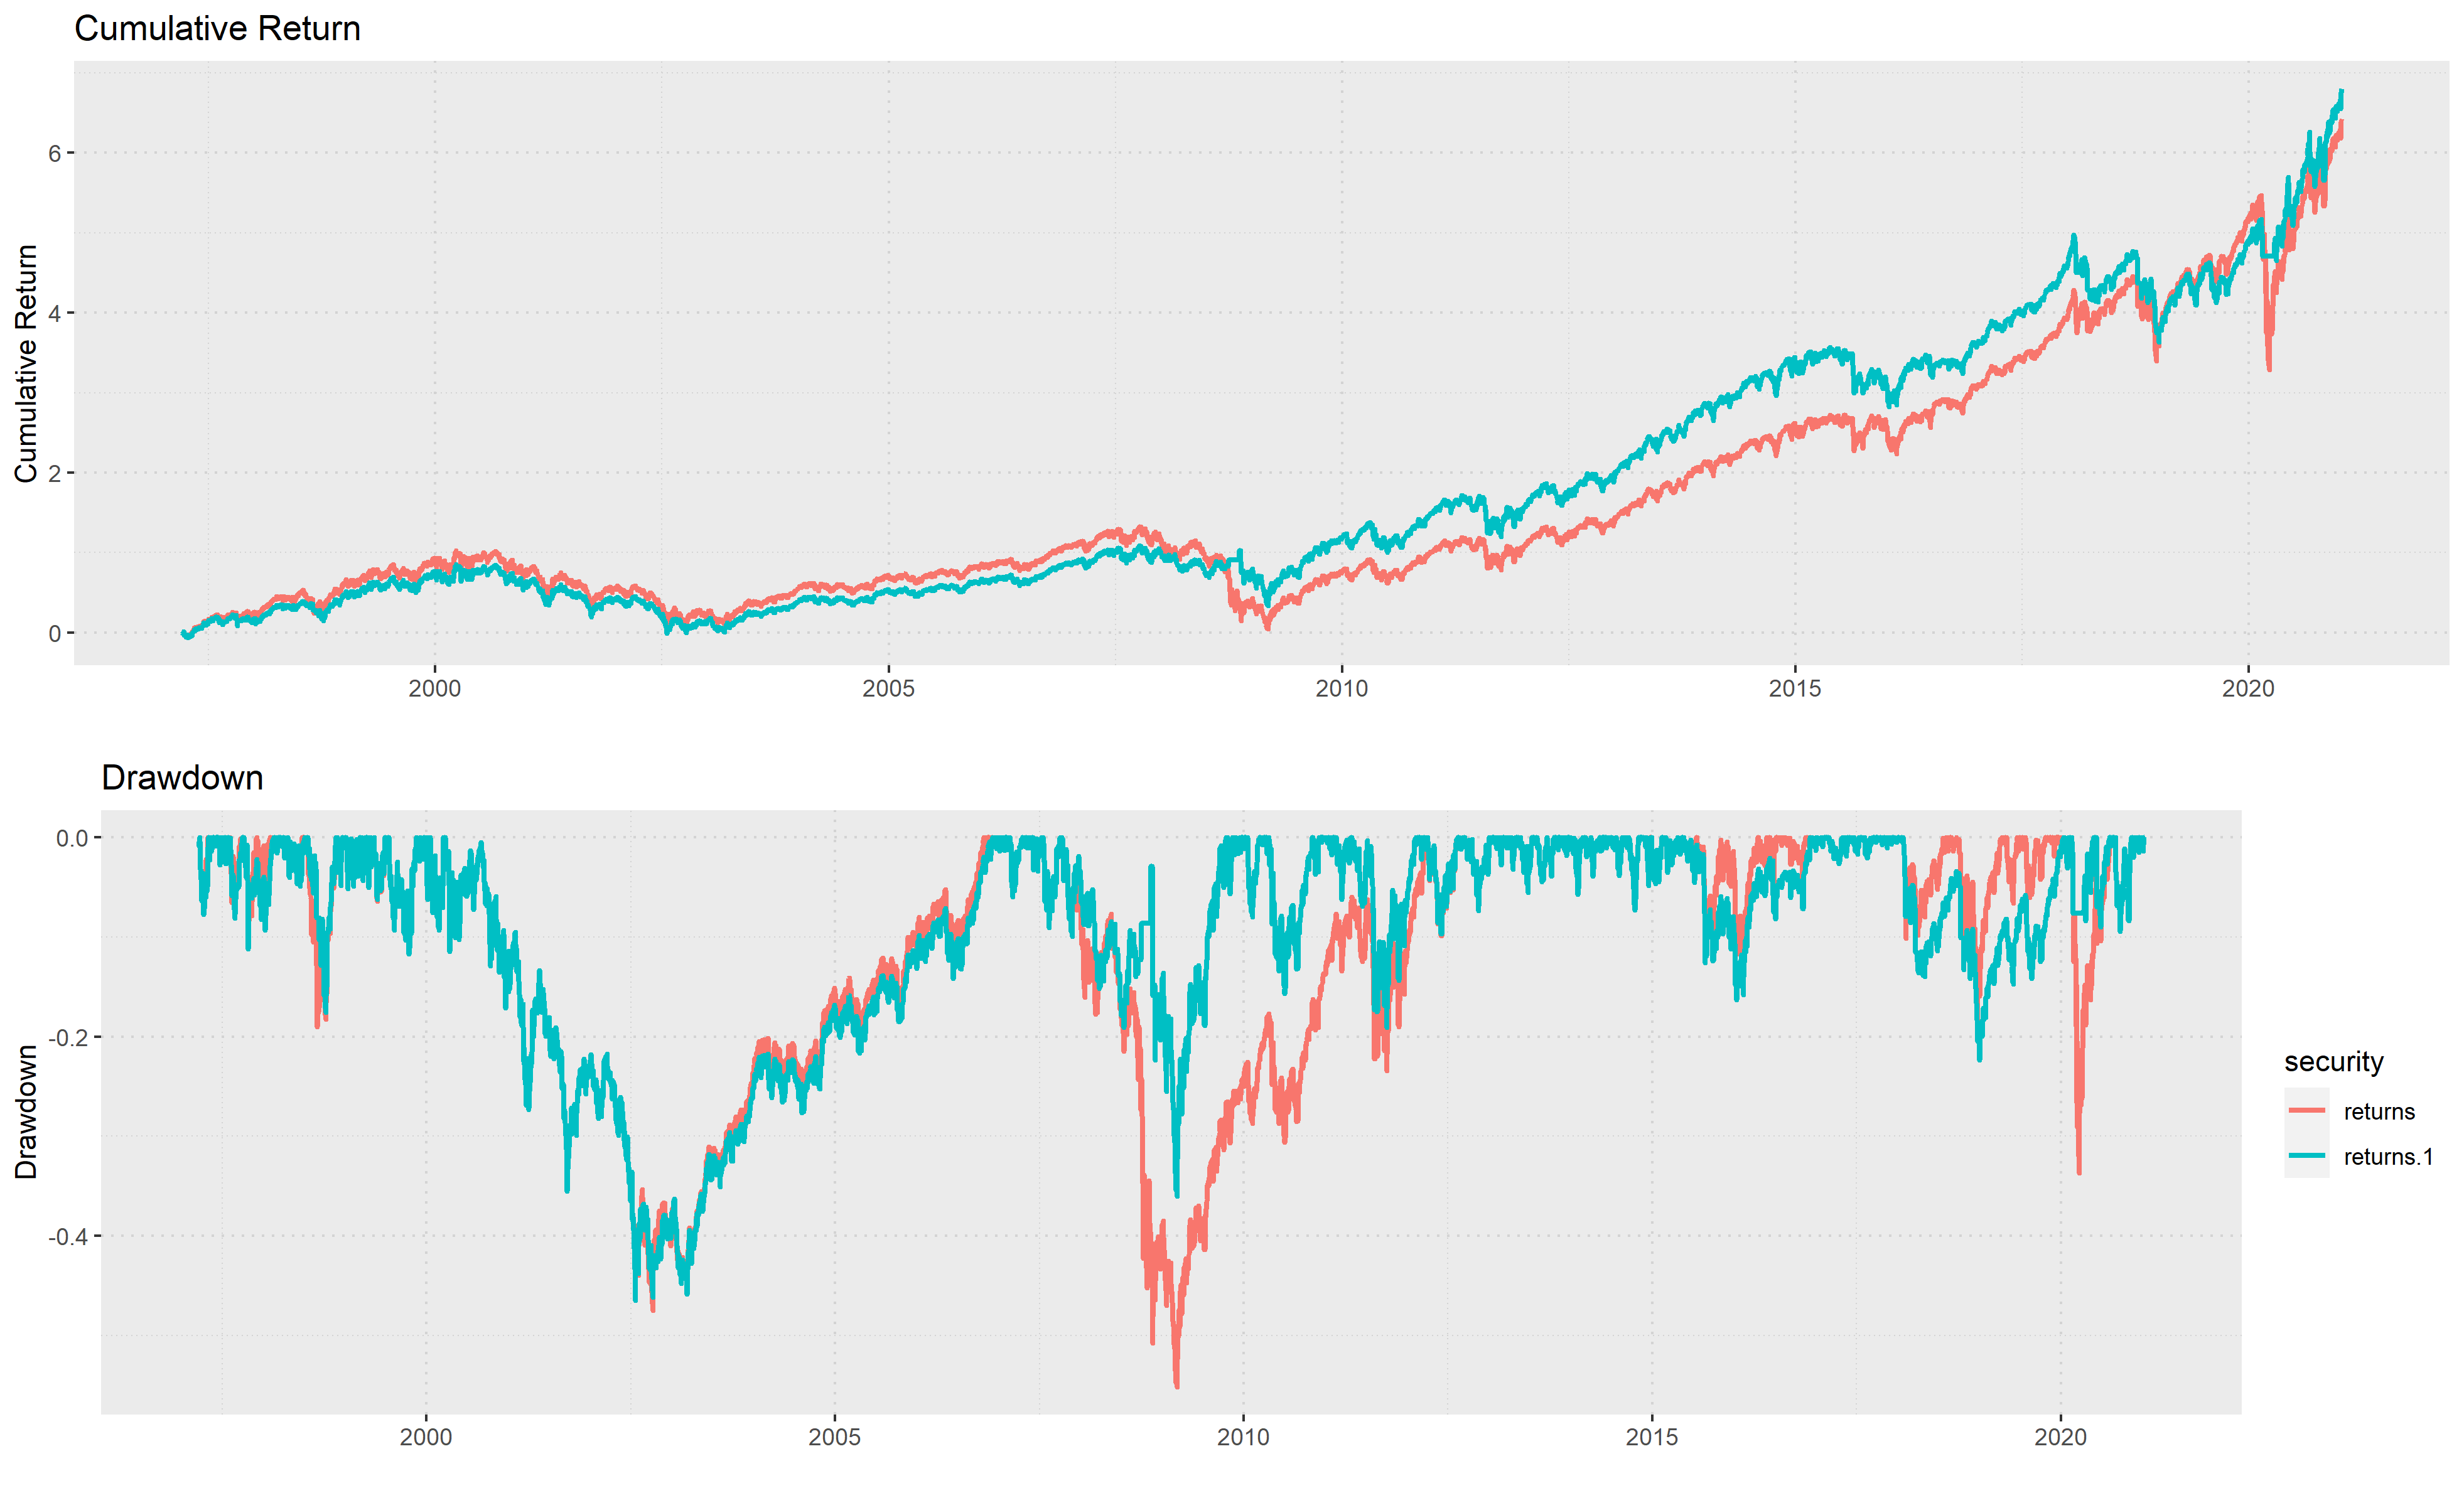 Cumulative Return
Cumulative Return
6
4
2
0
2000 2005 2010 2015 2020
Drawdown
Drawdown
0.0
-0.2
-0.4
2000 2005 2010 2015 2020
security
returns
returns.1